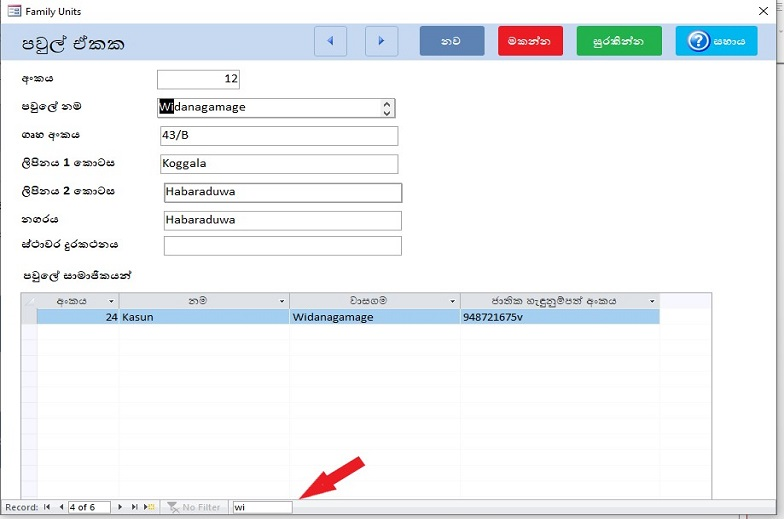 Family Units
පවුල් ඒකක
නව
මකන්න
සුරකින්න
? සහාය
අංකය 12
පවුලේ නම Widanagamage
ගෘහ අංකය 43/B
ලිපිනය 1 කොටස Koggala
ලිපිනය 2 කොටස Habaraduwa
නගරය Habaraduwa
ස්ථාවර දුරකථනය
පවුලේ සාමාජිකයන්
අංකය නම වාසගම ජාතික හැඳුනුම්පත් අංකය
24 Kasun Widanagamage 948721675v
Record: 4 of 6 No Filter wi